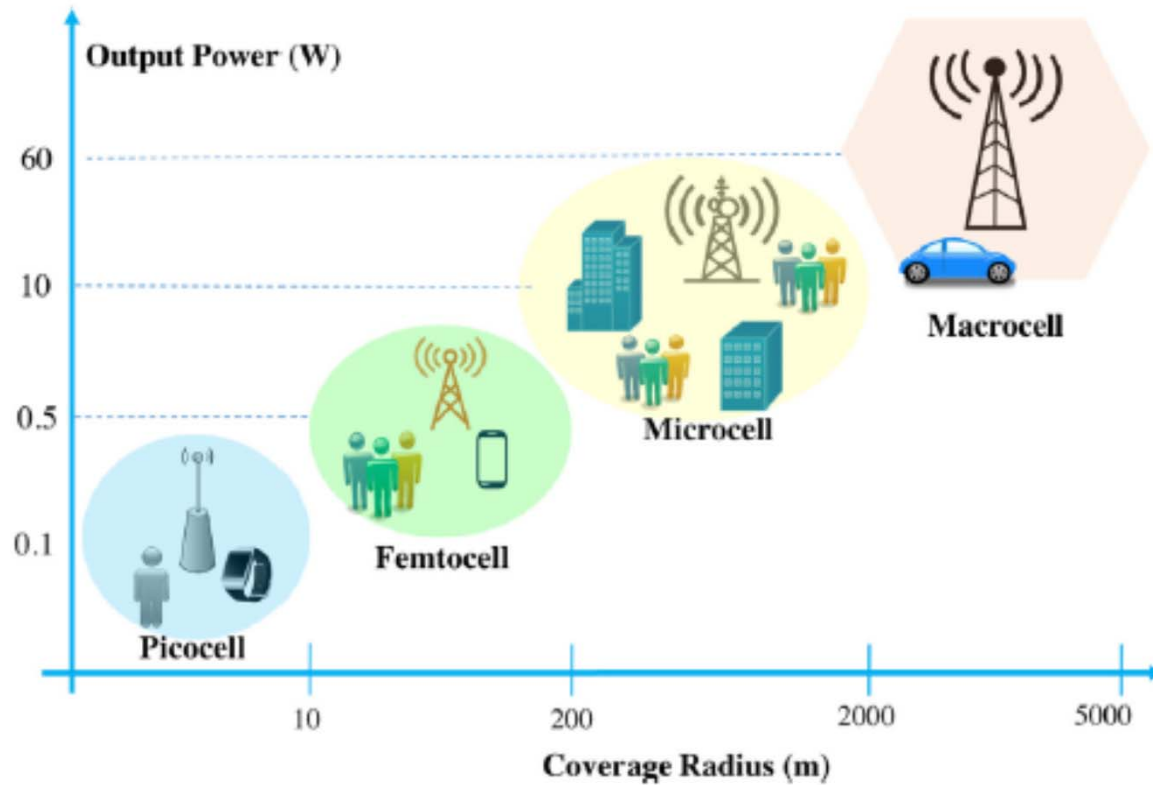 Output Power (W)
60
10
Macrocell
0.5
Microcell
0.1
Femtocell
Picocell
10
200
2000
5000
Coverage Radius (m)